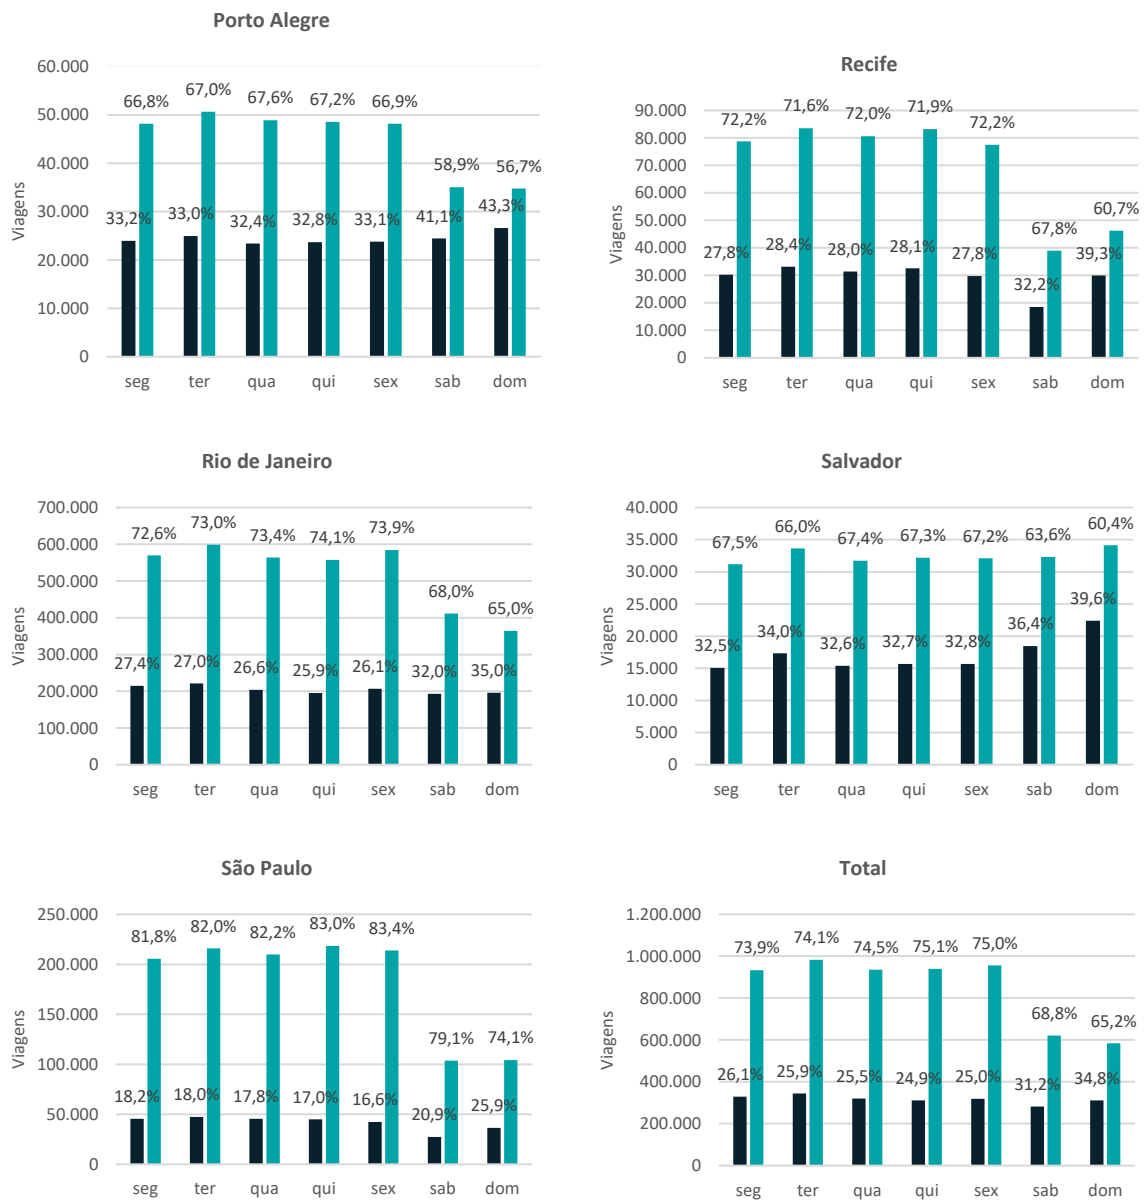 Porto Alegre
60.000
50.000
40.000
30.000
20.000
10.000
0
Viagens
66,8% 67,0% 67,6% 67,2% 66,9% 58,9% 56,7%
33,2% 33,0% 32,4% 32,8% 33,1% 41,1% 43,3%
seg ter qua qui sex sab dom
Recife
90.000
80.000
70.000
60.000
50.000
40.000
30.000
20.000
10.000
0
Viagens
72,2% 71,6% 72,0% 71,9% 72,2% 67,8% 60,7%
27,8% 28,4% 28,0% 28,1% 27,8% 32,2% 39,3%
seg ter qua qui sex sab dom
Rio de Janeiro
700.000
600.000
500.000
400.000
300.000
200.000
100.000
0
Viagens
72,6% 73,0% 73,4% 74,1% 73,9% 68,0% 65,0%
27,4% 27,0% 26,6% 25,9% 26,1% 32,0% 35,0%
seg ter qua qui sex sab dom
Salvador
40.000
35.000
30.000
25.000
20.000
15.000
10.000
5.000
0
Viagens
67,5% 66,0% 67,4% 67,3% 67,2% 63,6% 60,4%
32,5% 34,0% 32,6% 32,7% 32,8% 36,4% 39,6%
seg ter qua qui sex sab dom
São Paulo
250.000
200.000
150.000
100.000
50.000
0
Viagens
81,8% 82,0% 82,2% 83,0% 83,4% 79,1% 74,1%
18,2% 18,0% 17,8% 17,0% 16,6% 20,9% 25,9%
seg ter qua qui sex sab dom
Total
1.200.000
1.000.000
800.000
600.000
400.000
200.000
0
Viagens
73,9% 74,1% 74,5% 75,1% 75,0% 68,8% 65,2%
26,1% 25,9% 25,5% 24,9% 25,0% 31,2% 34,8%
seg ter qua qui sex sab dom